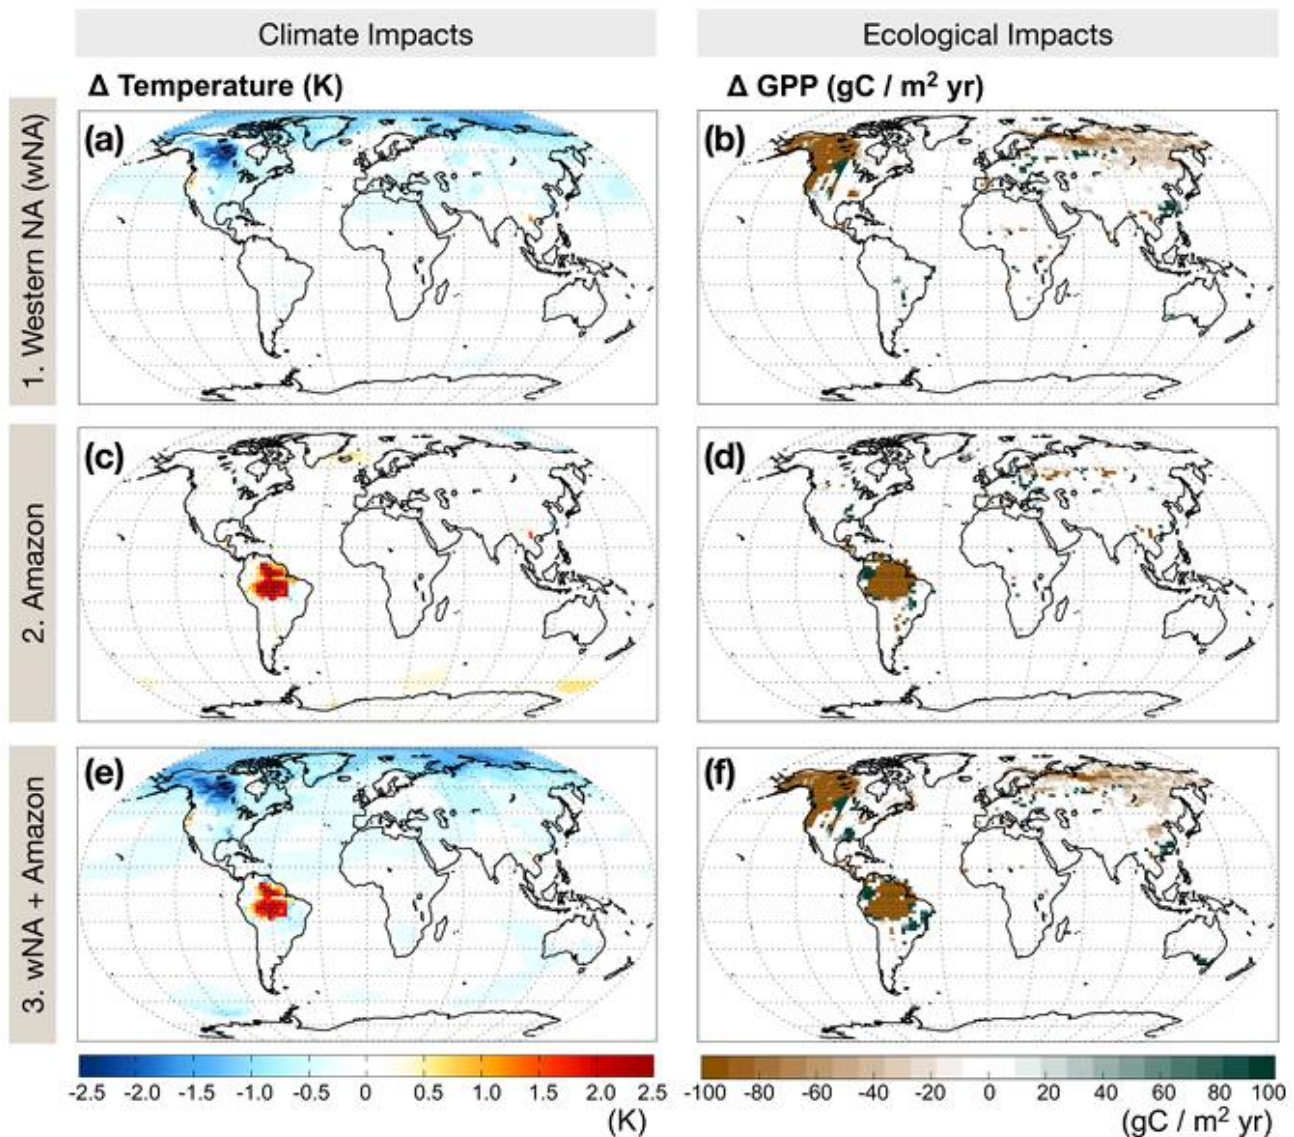 Climate Impacts
Ecological Impacts
Δ Temperature (K)
Δ GPP (gC / m² yr)
1. Western NA (wNA)
(a)
(b)
2. Amazon
(c)
(d)
3. wNA + Amazon
(e)
(f)
-2.5 -2.0 -1.5 -1.0 -0.5 0 0.5 1.0 1.5 2.0 2.5
(K)
-100 -80 -60 -40 -20 0 20 40 60 80 100
(gC / m² yr)